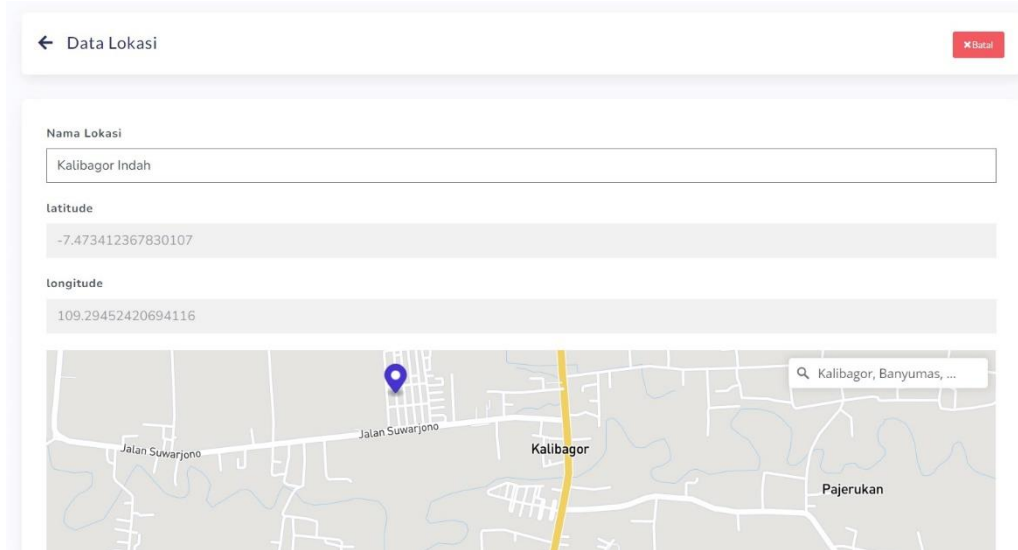 Data Lokasi
Batal
Nama Lokasi
Kalibagor Indah
latitude
-7.473412367830107
longitude
109.29452420694116
Kalibagor, Banyumas, ...
Jalan Suwarjono
Jalan Suwarjono
Kalibagor
Pajerukan